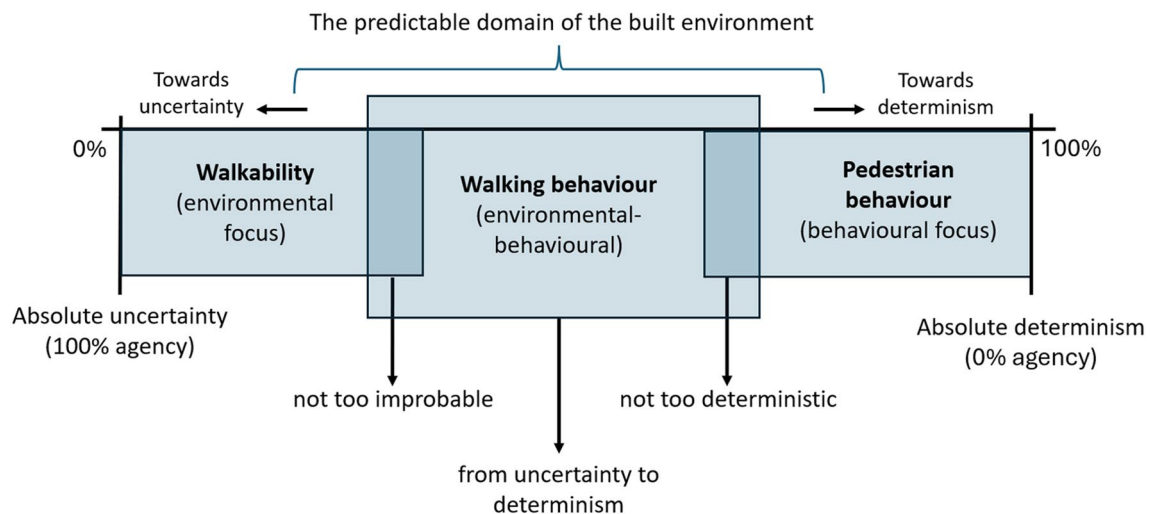 The predictable domain of the built environment
Towards
uncertainty
Towards
determinism
0%
100%
Walkability
(environmental
focus)
Walking behaviour
(environmental-
behavioural)
Pedestrian
behaviour
(behavioural focus)
Absolute uncertainty
(100% agency)
Absolute determinism
(0% agency)
not too improbable
not too deterministic
from uncertainty to
determinism